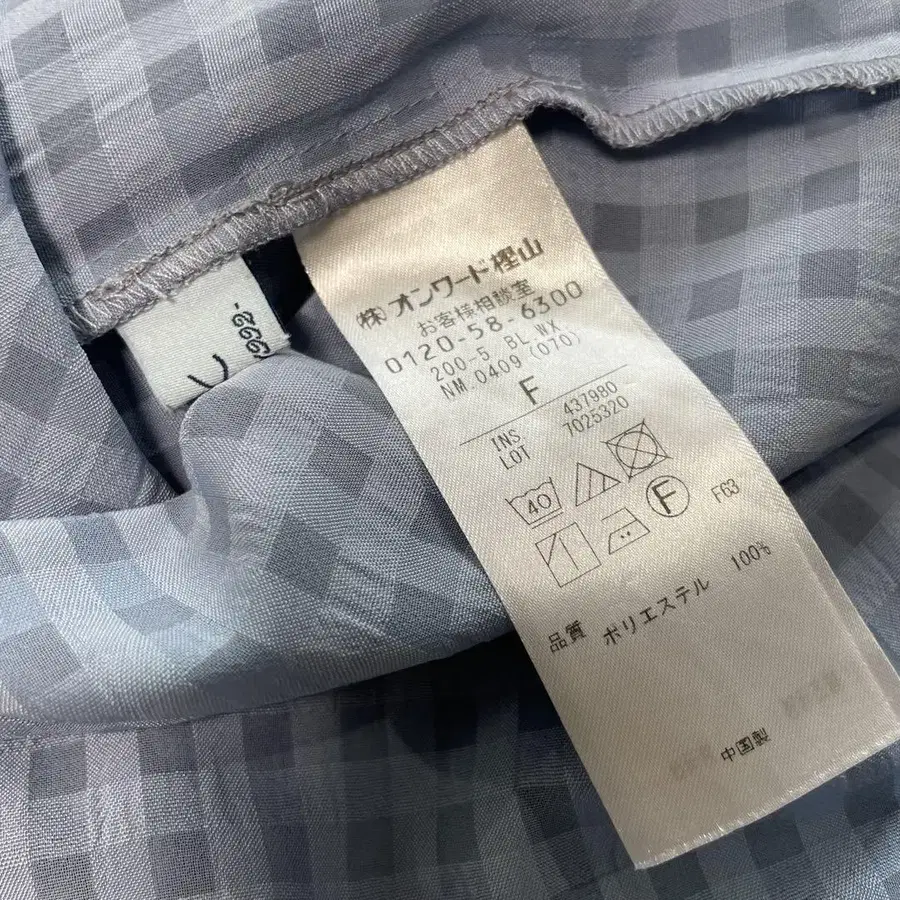 ㈱オンワード樫山
お客様相談室
0120-58-6300
200-5 BL WX
NM 0409 (070)
F
INS 437980
LOT 7025320
40
F F63
品質 ポリエステル 100%
中国製